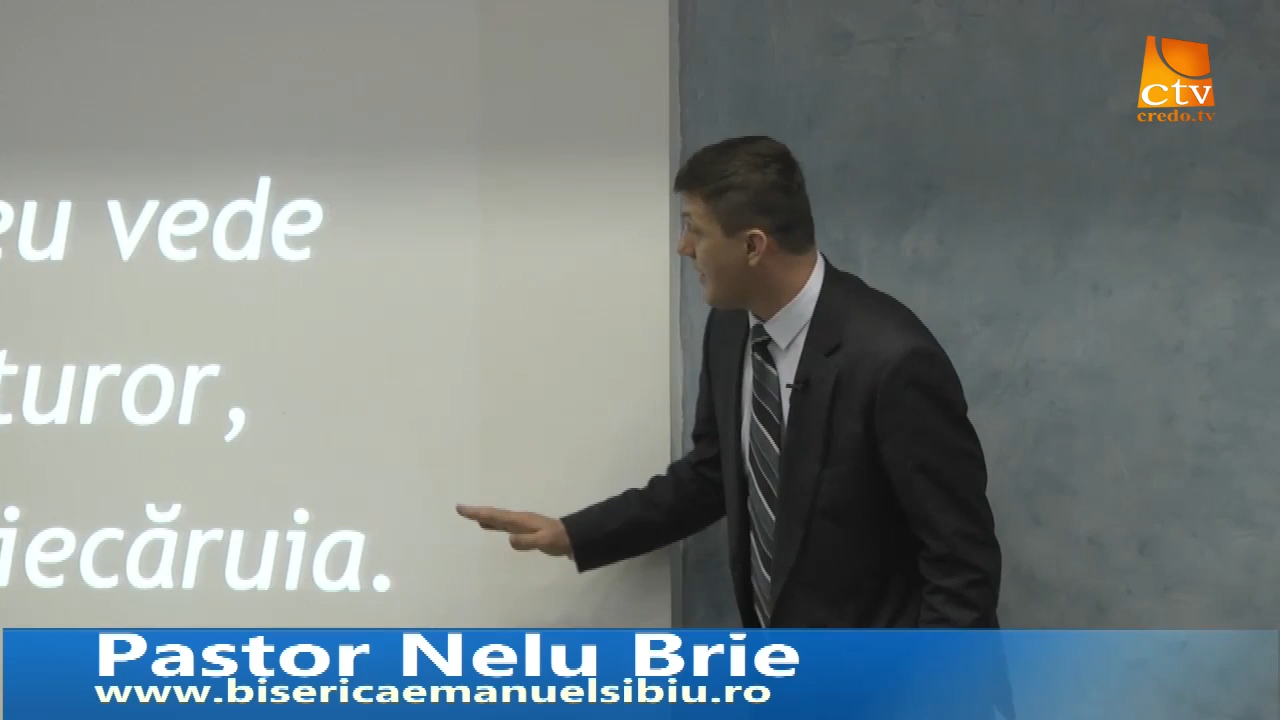 ctv
credo.tv
eu vede
turor,
iecăruia.
Pastor Nelu Brie
www.bisericaemanuelsibiu.ro